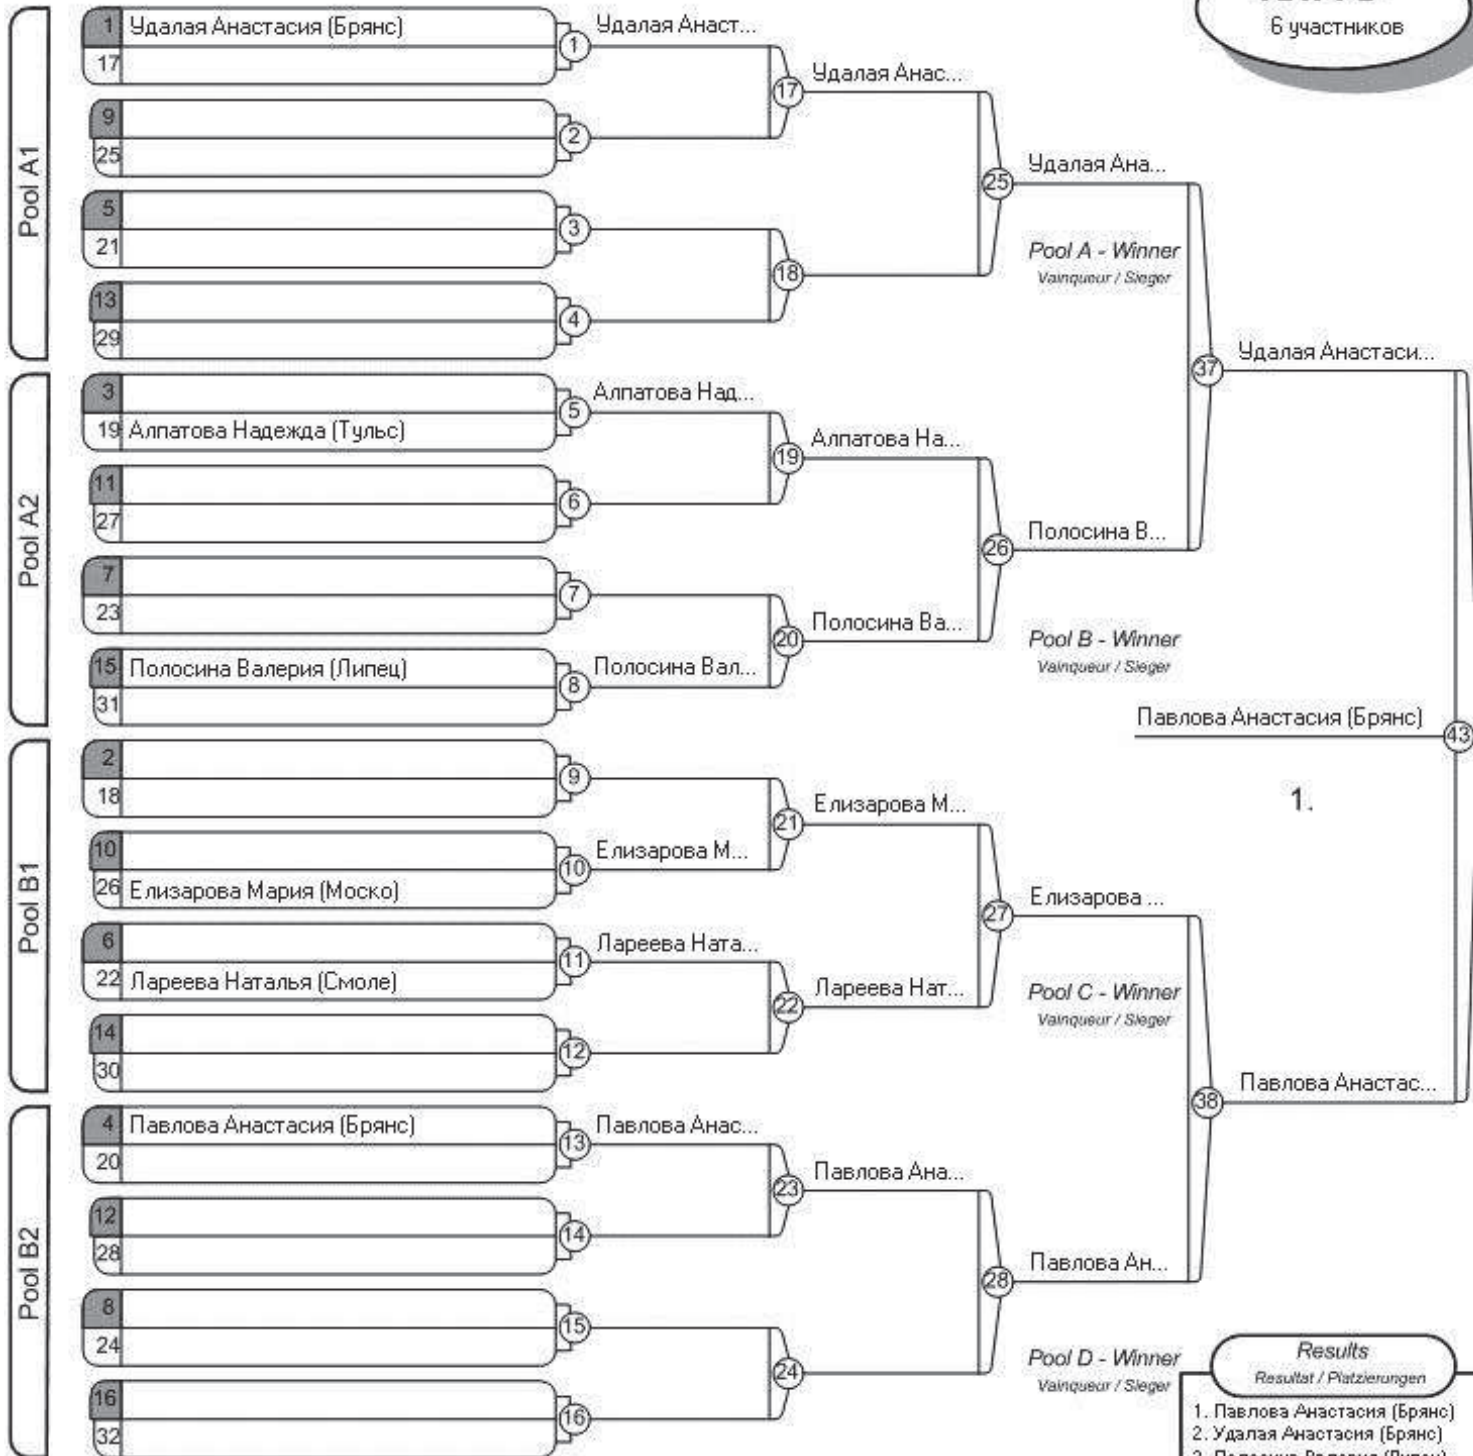 6 участников
Pool A1
1 Удалая Анастасия (Брянс)
17
1
Удалая Анаст...
9
25
2
17
Удалая Анас...
5
21
3
13
29
4
18
25
Удалая Ана...
Pool A - Winner
Vainqueur / Sieger
Pool A2
3
19 Алпатова Надежда (Тульс)
5
Алпатова Над...
11
27
6
19
Алпатова На...
7
23
7
15 Полосина Валерия (Липец)
31
8
Полосина Вал...
20
Полосина Ва...
26
Полосина В...
Pool B - Winner
Vainqueur / Sieger
37
Удалая Анастаси...
Павлова Анастасия (Брянс)
43
1.
Pool B1
2
18
9
10
26 Елизарова Мария (Моско)
10
Елизарова М...
21
Елизарова М...
6
22 Лареева Наталья (Смоле)
11
Лареева Ната...
14
30
12
22
Лареева Нат...
27
Елизарова ...
Pool C - Winner
Vainqueur / Sieger
Pool B2
4 Павлова Анастасия (Брянс)
20
13
Павлова Анас...
12
28
14
23
Павлова Ана...
8
24
15
16
32
16
24
28
Павлова Ан...
38
Павлова Анастас...
Pool D - Winner
Vainqueur / Sieger
Results
Resultat / Platzierungen
1. Павлова Анастасия (Брянс)
2. Удалая Анастасия (Брянс)
3. Полосина Валерия (Липец)